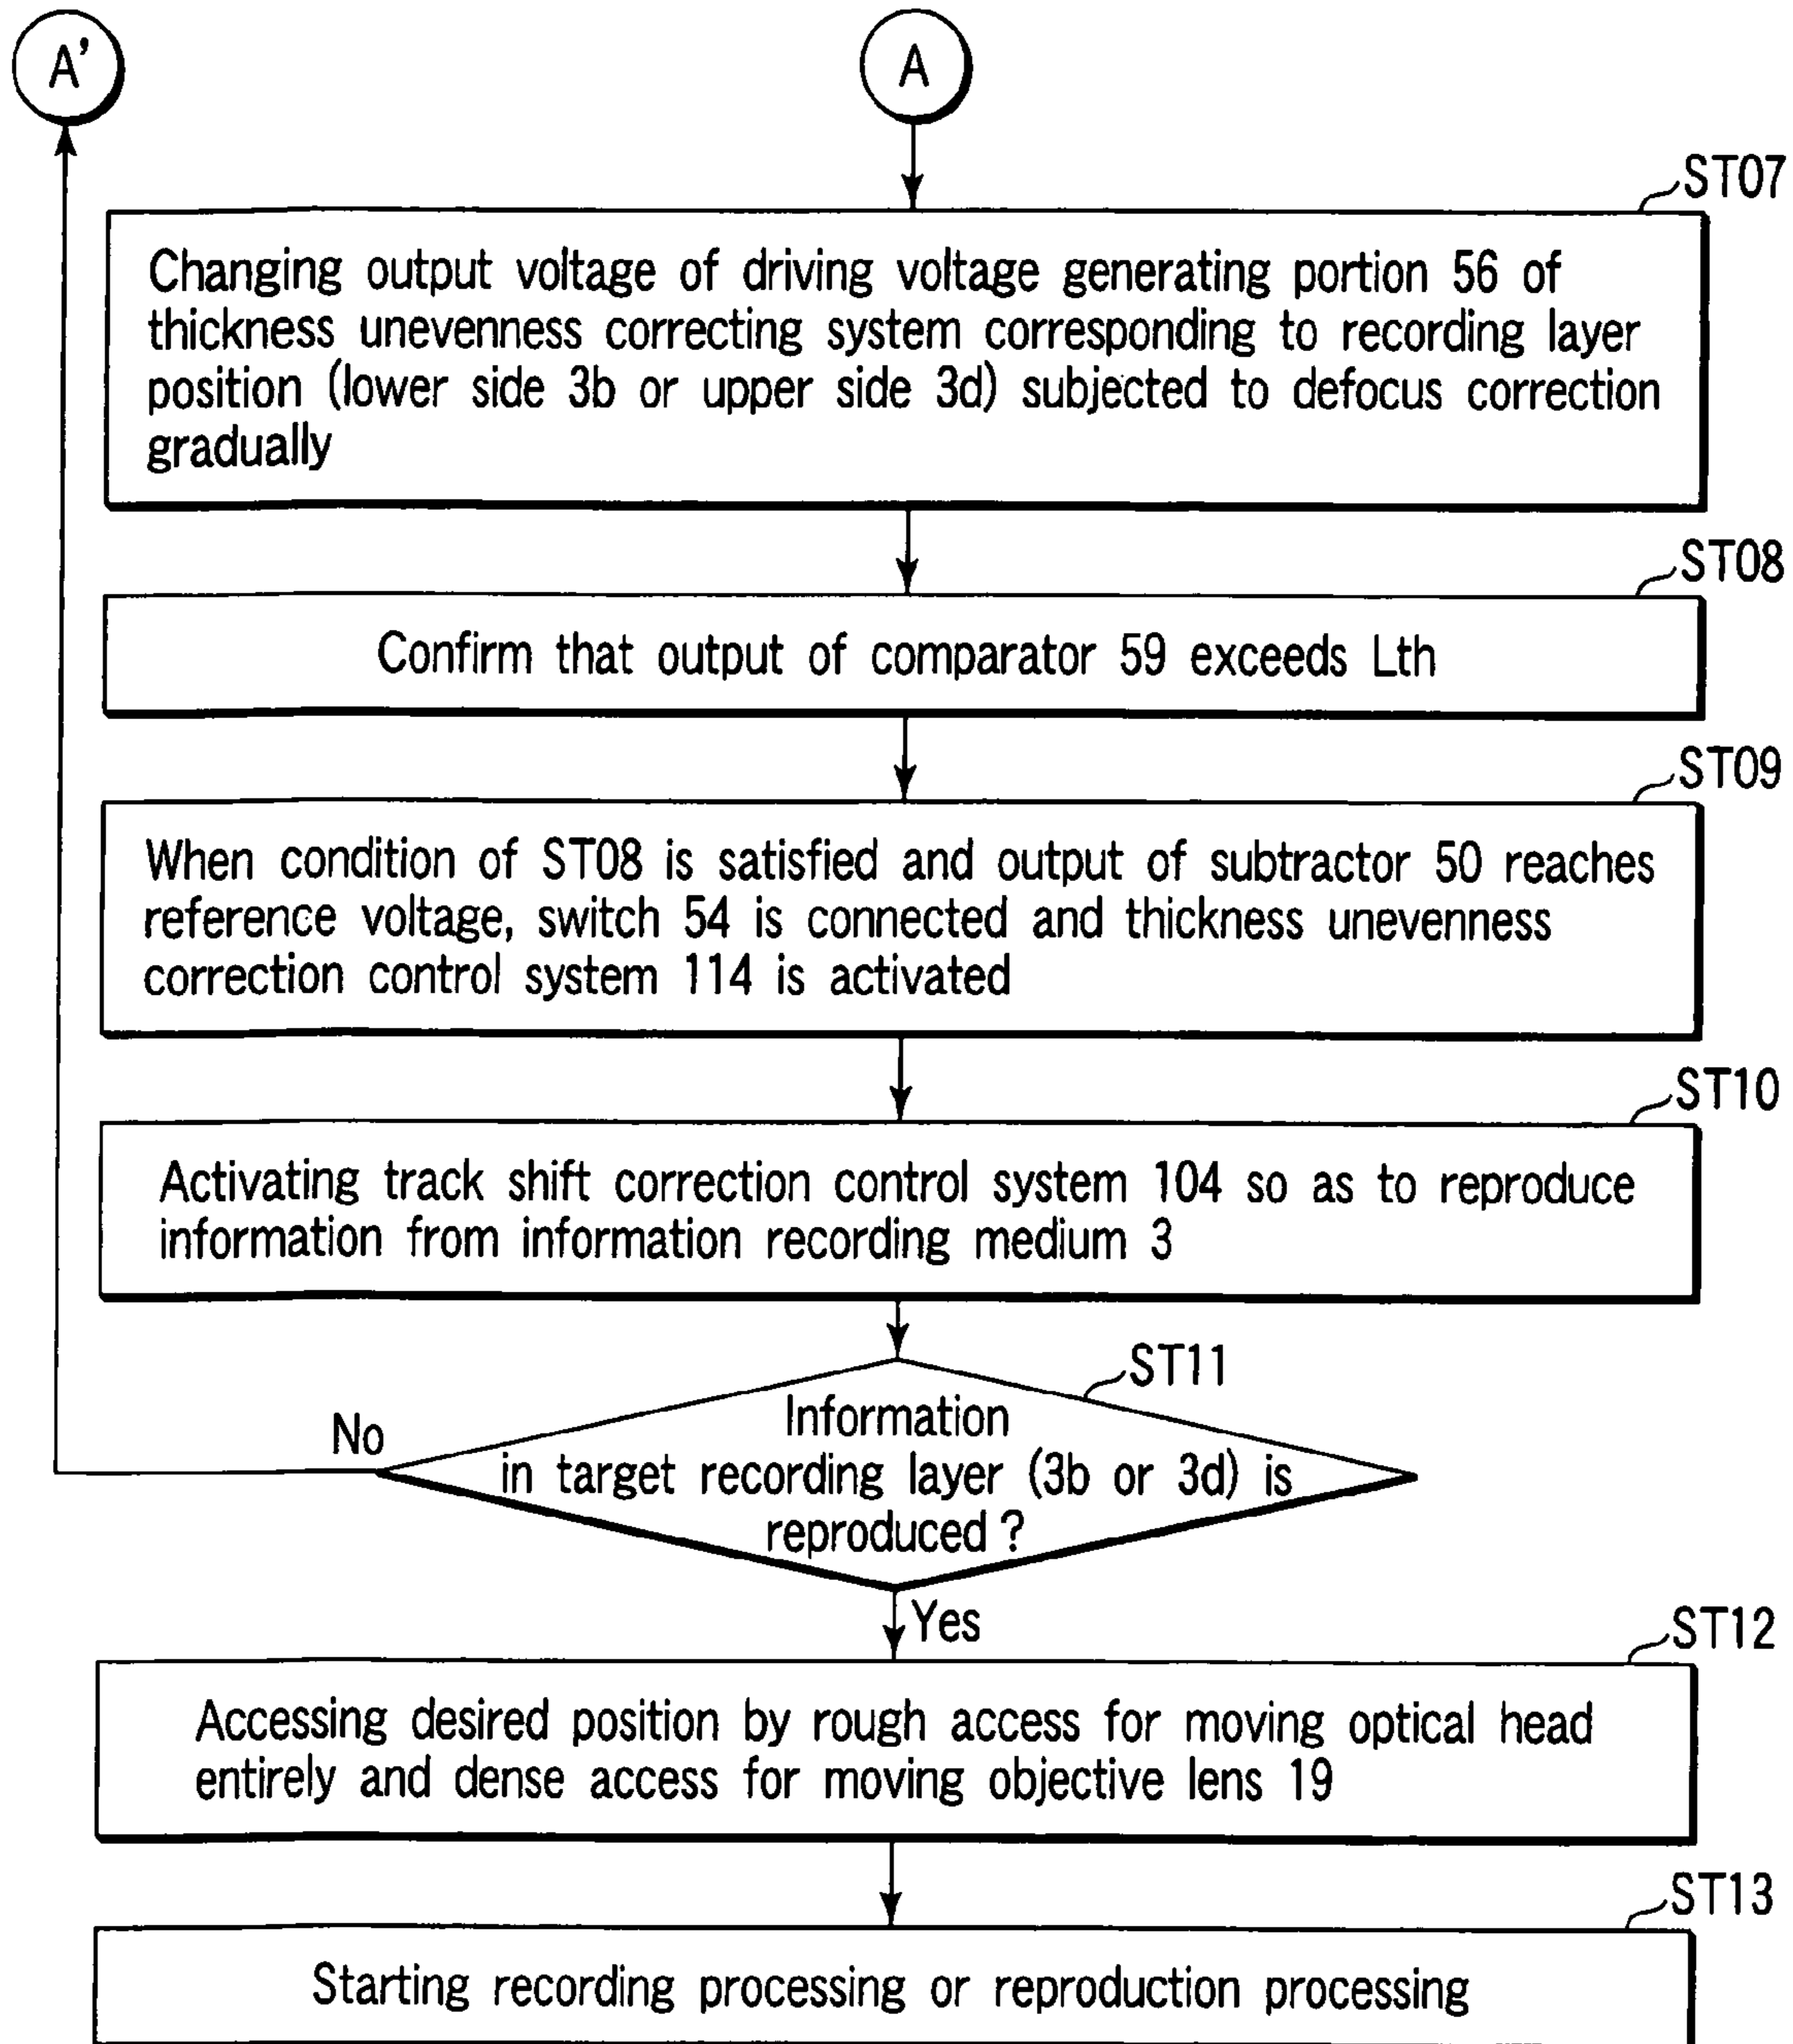 A'
A
ST07
Changing output voltage of driving voltage generating portion 56 of
thickness unevenness correcting system corresponding to recording layer
position (lower side 3b or upper side 3d) subjected to defocus correction
gradually
ST08
Confirm that output of comparator 59 exceeds Lth
ST09
When condition of ST08 is satisfied and output of subtractor 50 reaches
reference voltage, switch 54 is connected and thickness unevenness
correction control system 114 is activated
ST10
Activating track shift correction control system 104 so as to reproduce
information from information recording medium 3
ST11
Information
in target recording layer (3b or 3d) is
reproduced ?
No
Yes
ST12
Accessing desired position by rough access for moving optical head
entirely and dense access for moving objective lens 19
ST13
Starting recording processing or reproduction processing